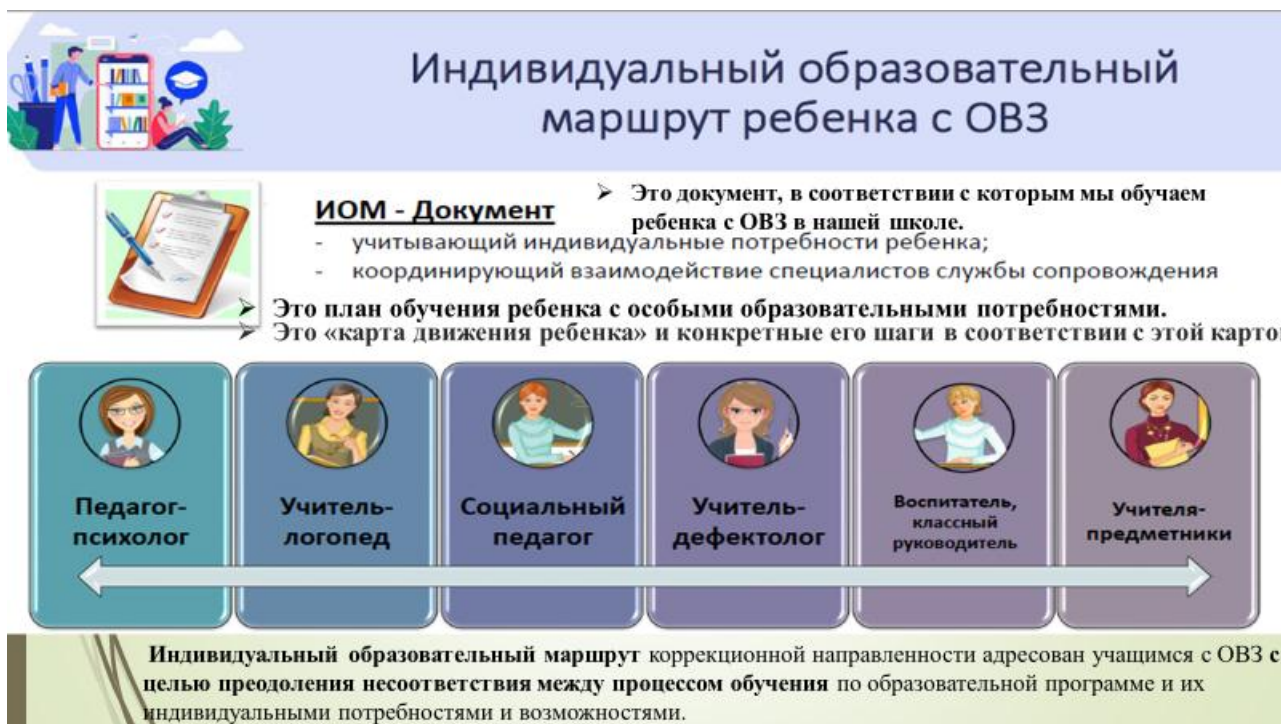 Индивидуальный образовательный
маршрут ребенка с ОВЗ
ИОМ - Документ
➢ Это документ, в соответствии с которым мы обучаем
ребенка с ОВЗ в нашей школе.
- учитывающий индивидуальные потребности ребенка;
- координирующий взаимодействие специалистов службы сопровождения
➢ Это план обучения ребенка с особыми образовательными потребностями.
➢ Это «карта движения ребенка» и конкретные его шаги в соответствии с этой карто
Педагог-
психолог
Учитель-
логопед
Социальный
педагог
Учитель-
дефектолог
Воспитатель,
классный
руководитель
Учителя-
предметники
Индивидуальный образовательный маршрут коррекционной направленности адресован учащимся с ОВЗ с
целью преодоления несоответствия между процессом обучения по образовательной программе и их
индивидуальными потребностями и возможностями.